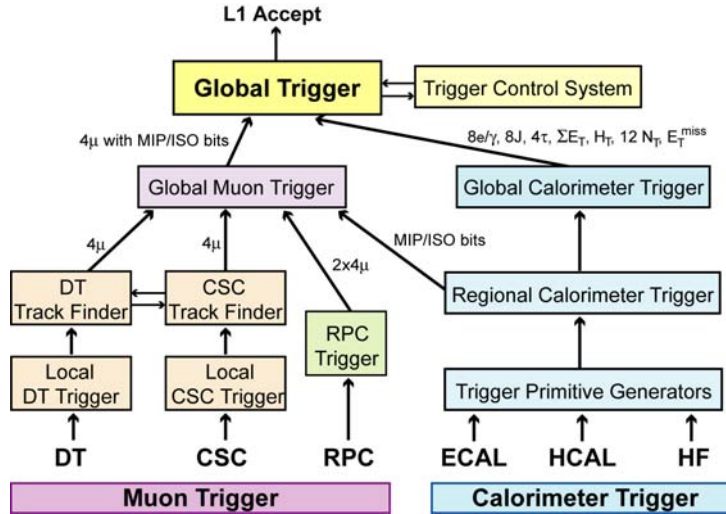 L1 Accept
Global Trigger
Trigger Control System
4μ with MIP/ISO bits
8e/γ, 8J, 4τ, ΣE_T, H_T, 12 N_T, E_T^miss
Global Muon Trigger
Global Calorimeter Trigger
4μ
4μ
2x4μ
MIP/ISO bits
DT
Track Finder
CSC
Track Finder
Regional Calorimeter Trigger
RPC
Trigger
Local
DT Trigger
Local
CSC Trigger
Trigger Primitive Generators
DT
CSC
RPC
ECAL
HCAL
HF
Muon Trigger
Calorimeter Trigger